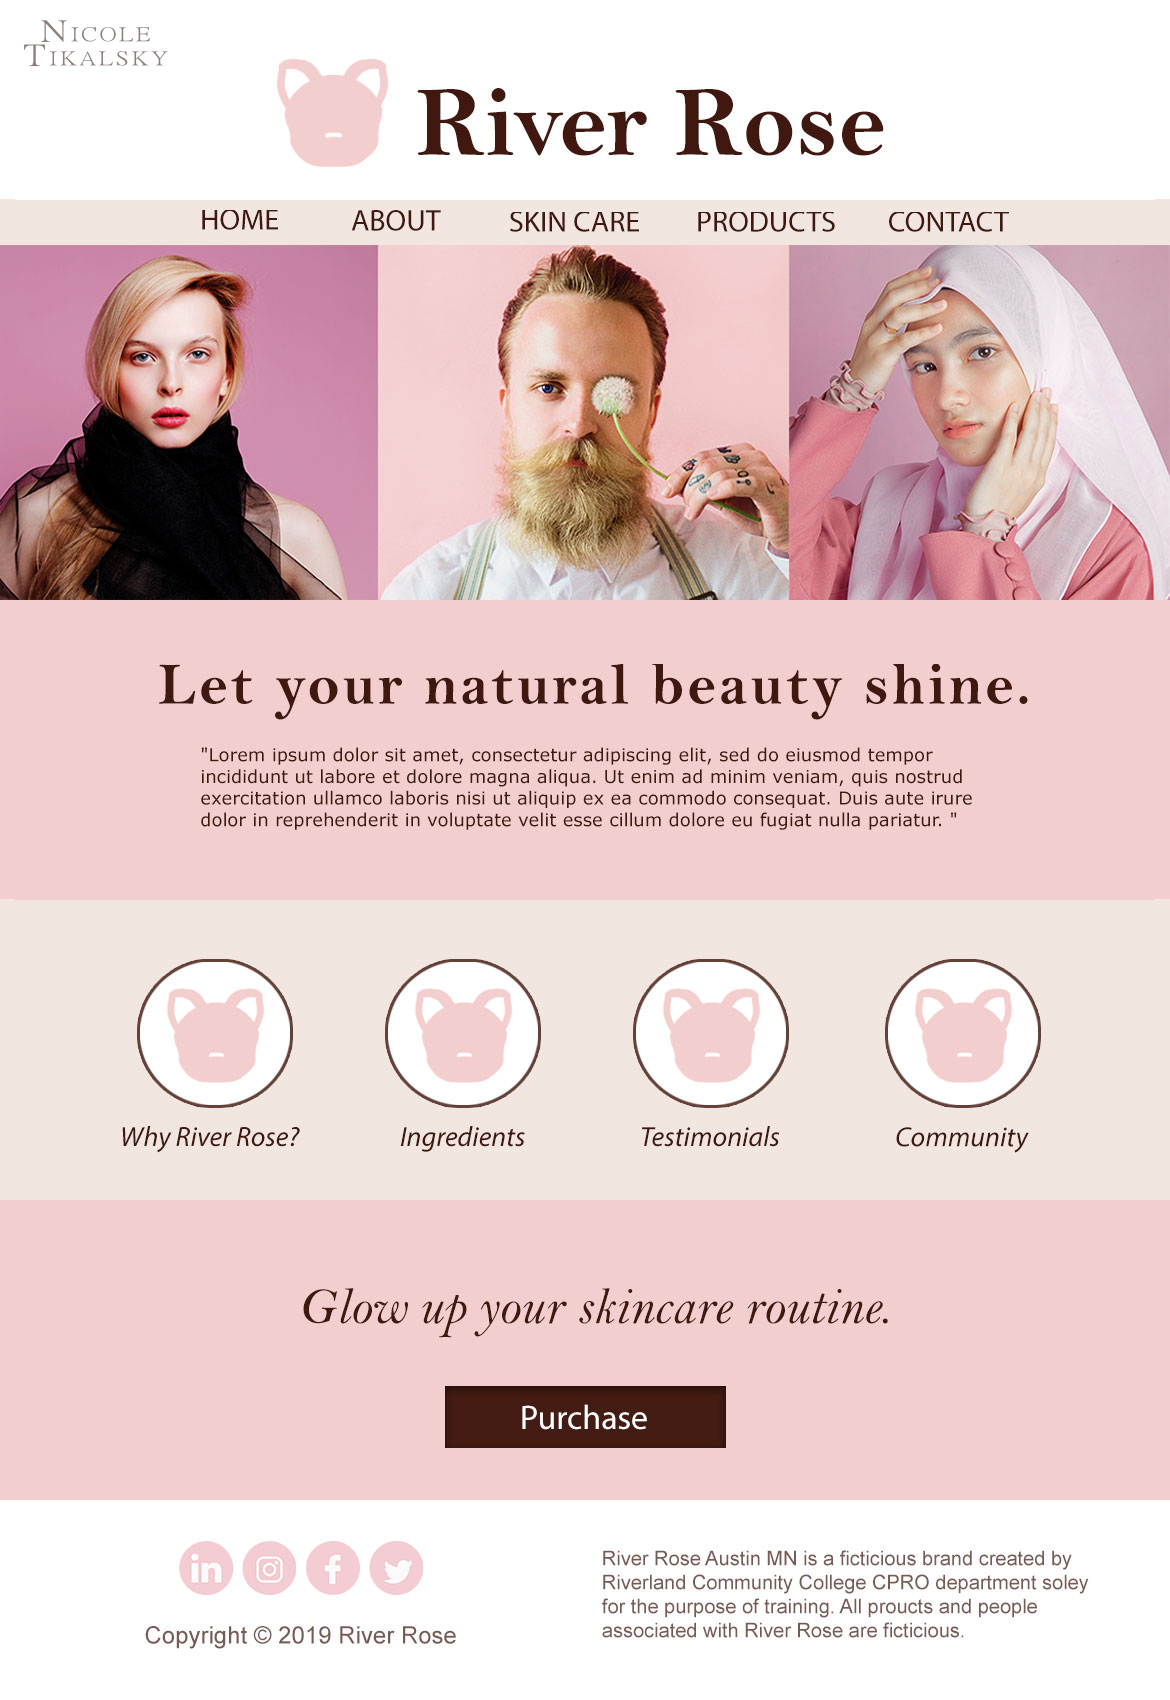 NICOLE
TIKALSKY
River Rose
HOME ABOUT SKIN CARE PRODUCTS CONTACT
Let your natural beauty shine.
"Lorem ipsum dolor sit amet, consectetur adipiscing elit, sed do eiusmod tempor
incididunt ut labore et dolore magna aliqua. Ut enim ad minim veniam, quis nostrud
exercitation ullamco laboris nisi ut aliquip ex ea commodo consequat. Duis aute irure
dolor in reprehenderit in voluptate velit esse cillum dolore eu fugiat nulla pariatur. "
Why River Rose? Ingredients Testimonials Community
Glow up your skincare routine.
Purchase
in f
Copyright © 2019 River Rose
River Rose Austin MN is a ficticious brand created by
Riverland Community College CPRO department soley
for the purpose of training. All proucts and people
associated with River Rose are ficticious.